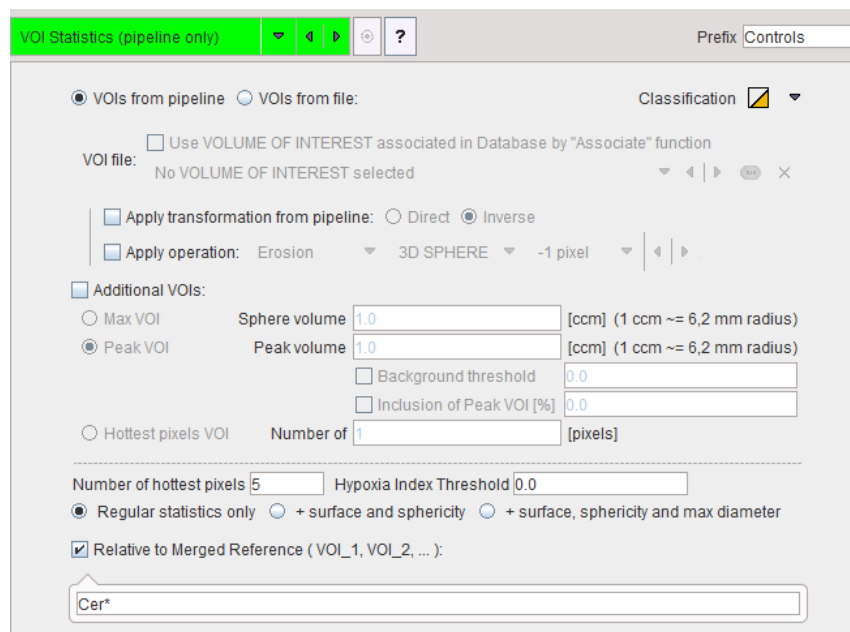 VOI Statistics (pipeline only) ? Prefix Controls
VOIs from pipeline VOIs from file: Classification
Use VOLUME OF INTEREST associated in Database by "Associate" function
VOI file:
No VOLUME OF INTEREST selected
Apply transformation from pipeline: Direct Inverse
Apply operation: Erosion 3D SPHERE -1 pixel
Additional VOIs:
Max VOI Sphere volume 1.0 [ccm] (1 ccm ~= 6,2 mm radius)
Peak VOI Peak volume 1.0 [ccm] (1 ccm ~= 6,2 mm radius)
Background threshold 0.0
Inclusion of Peak VOI [%] 0.0
Hottest pixels VOI Number of 1 [pixels]
Number of hottest pixels 5 Hypoxia Index Threshold 0.0
Regular statistics only + surface and sphericity + surface, sphericity and max diameter
Relative to Merged Reference ( VOI_1, VOI_2, ... ):
Cer*